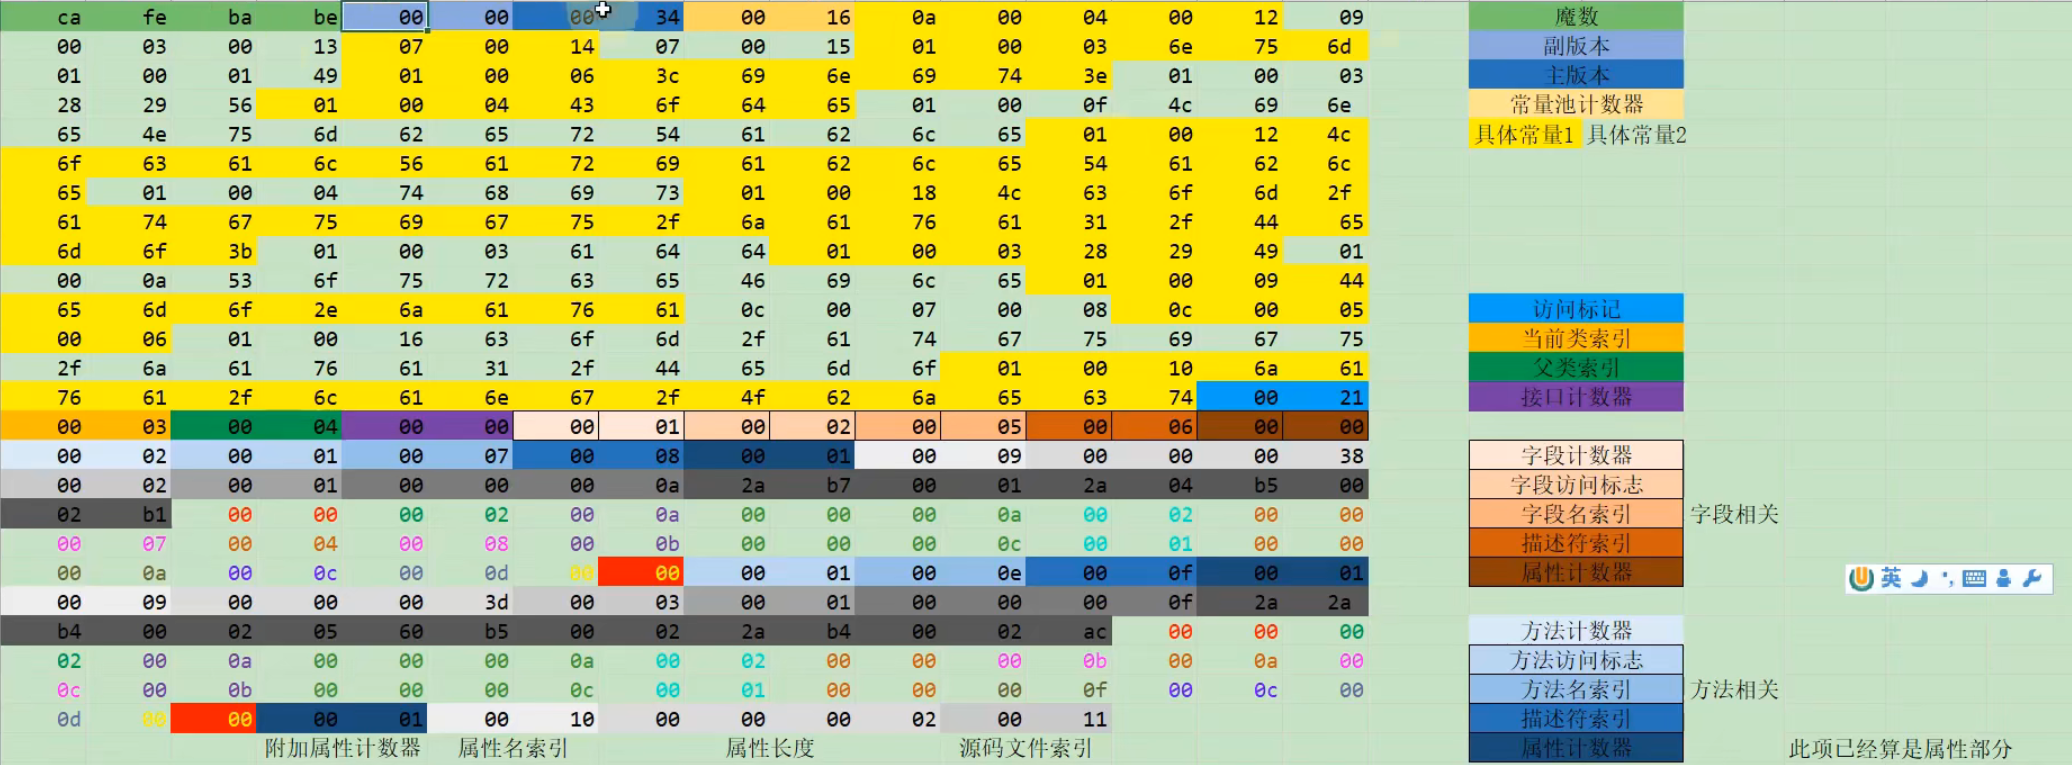 ca fe ba be 00 00 00 34 00 16 0a 00 04 00 12 09 魔数
00 03 00 13 07 00 14 07 00 15 01 00 03 6e 75 6d 副版本
01 00 01 49 01 00 06 3c 69 6e 69 74 3e 01 00 03 主版本
28 29 56 01 00 04 43 6f 64 65 01 00 0f 4c 69 6e 常量池计数器
65 4e 75 6d 62 65 72 54 61 62 6c 65 01 00 12 4c 具体常量1 具体常量2
6f 63 61 6c 56 61 72 69 61 62 6c 65 54 61 62 6c
65 01 00 04 74 68 69 73 01 00 18 4c 63 6f 6d 2f
61 74 67 75 69 67 75 2f 6a 61 76 61 31 2f 44 65
6d 6f 3b 01 00 03 61 64 64 01 00 03 28 29 49 01
00 0a 53 6f 75 72 63 65 46 69 6c 65 01 00 09 44
65 6d 6f 2e 6a 61 76 61 0c 00 07 00 08 0c 00 05 访问标记
00 06 01 00 16 63 6f 6d 2f 61 74 67 75 69 67 75 当前类索引
2f 6a 61 76 61 31 2f 44 65 6d 6f 01 00 10 6a 61 父类索引
76 61 2f 6c 61 6e 67 2f 4f 62 6a 65 63 74 00 21 接口计数器
00 03 00 04 00 00 00 01 00 02 00 05 00 06 00 00
00 02 00 01 00 07 00 08 00 01 00 09 00 00 00 38 字段计数器
00 02 00 01 00 00 00 0a 2a b7 00 01 2a 04 b5 00 字段访问标志
02 b1 00 00 00 02 00 0a 00 00 00 0a 00 02 00 00 字段名索引 字段相关
00 07 00 04 00 08 00 0b 00 00 00 0c 00 01 00 00 描述符索引
00 0a 00 0c 00 0d 00 00 00 01 00 0e 00 0f 00 01 属性计数器 英
00 09 00 00 00 3d 00 03 00 01 00 00 00 0f 2a 2a
b4 00 02 05 60 b5 00 02 2a b4 00 02 ac 00 00 00 方法计数器
02 00 0a 00 00 00 0a 00 02 00 00 00 0b 00 0a 00 方法访问标志
0c 00 0b 00 00 00 0c 00 01 00 00 00 0f 00 0c 00 方法名索引 方法相关
0d 00 00 00 01 00 10 00 00 00 02 00 11 描述符索引
附加属性计数器 属性名索引 属性长度 源码文件索引 属性计数器 此项已经算是属性部分